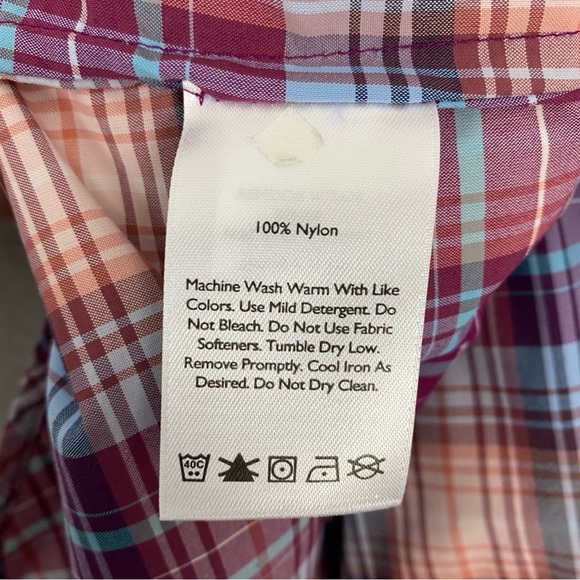 100% Nylon
Machine Wash Warm With Like
Colors. Use Mild Detergent. Do
Not Bleach. Do Not Use Fabric
Softeners. Tumble Dry Low.
Remove Promptly. Cool Iron As
Desired. Do Not Dry Clean.
40C